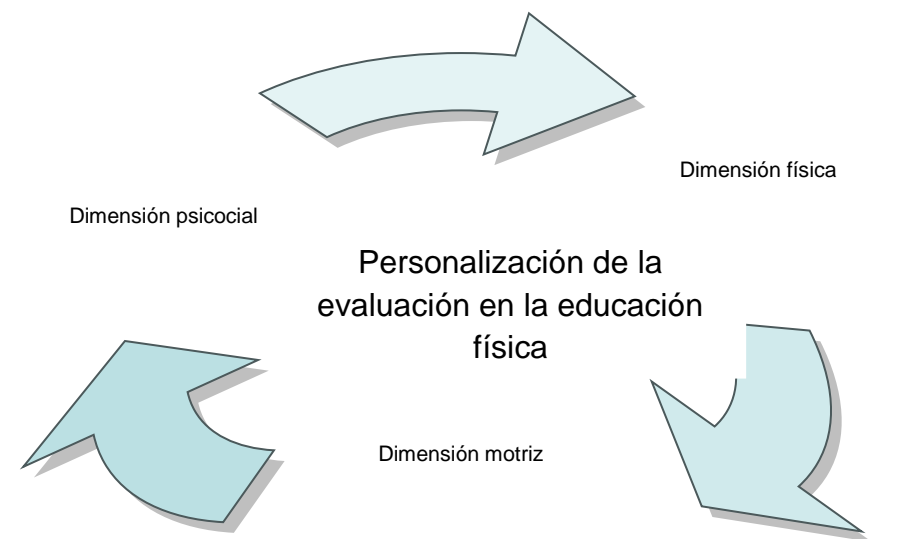 Dimensión física
Dimensión psicocial
Personalización de la
evaluación en la educación
física
Dimensión motriz